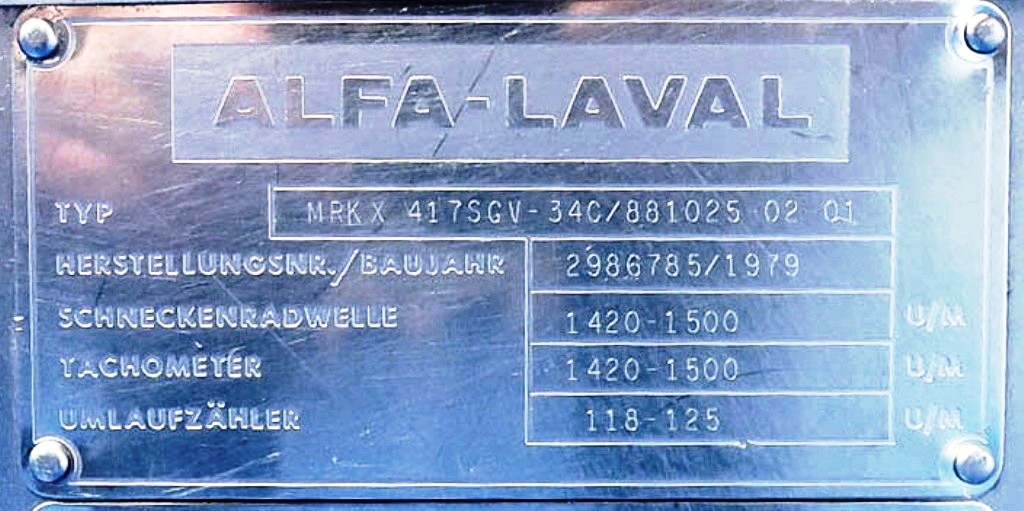 ALFA-LAVAL
TYP MRKX 417SGV-34C/881025 02 01
HERSTELLUNGSNR./BAUJAHR 2986785/1979
SCHNECKENRADWELLE 1420-1500 U/M
TACHOMETER 1420-1500 U/M
UMLAUFZÄHLER 118-125 U/M